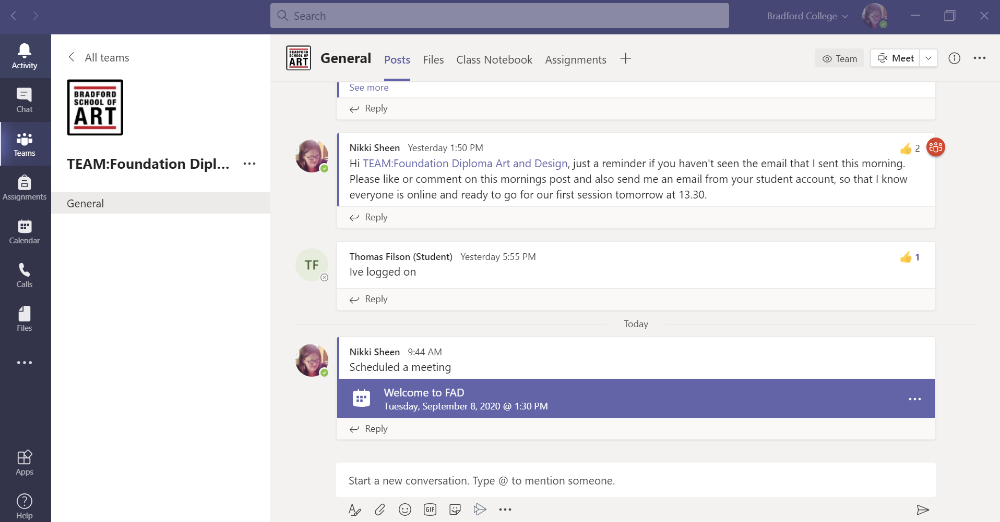 Search
Bradford College
Activity
Chat
Teams
Assignments
Calendar
Calls
Files
Apps
Help
All teams
BRADFORD
SCHOOL OF
ART
TEAM:Foundation Dipl...
General
BRADFORD
SCHOOL OF
ART
General
Posts
Files
Class Notebook
Assignments
Team
Meet
See more
Reply
Nikki Sheen Yesterday 1:50 PM
2
Hi TEAM:Foundation Diploma Art and Design, just a reminder if you haven't seen the email that I sent this morning.
Please like or comment on this mornings post and also send me an email from your student account, so that I know
everyone is online and ready to go for our first session tomorrow at 13.30.
Reply
TF
Thomas Filson (Student) Yesterday 5:55 PM
1
Ive logged on
Reply
Today
Nikki Sheen 9:44 AM
Scheduled a meeting
Welcome to FAD
Tuesday, September 8, 2020 @ 1:30 PM
Reply
Start a new conversation. Type @ to mention someone.
GIF